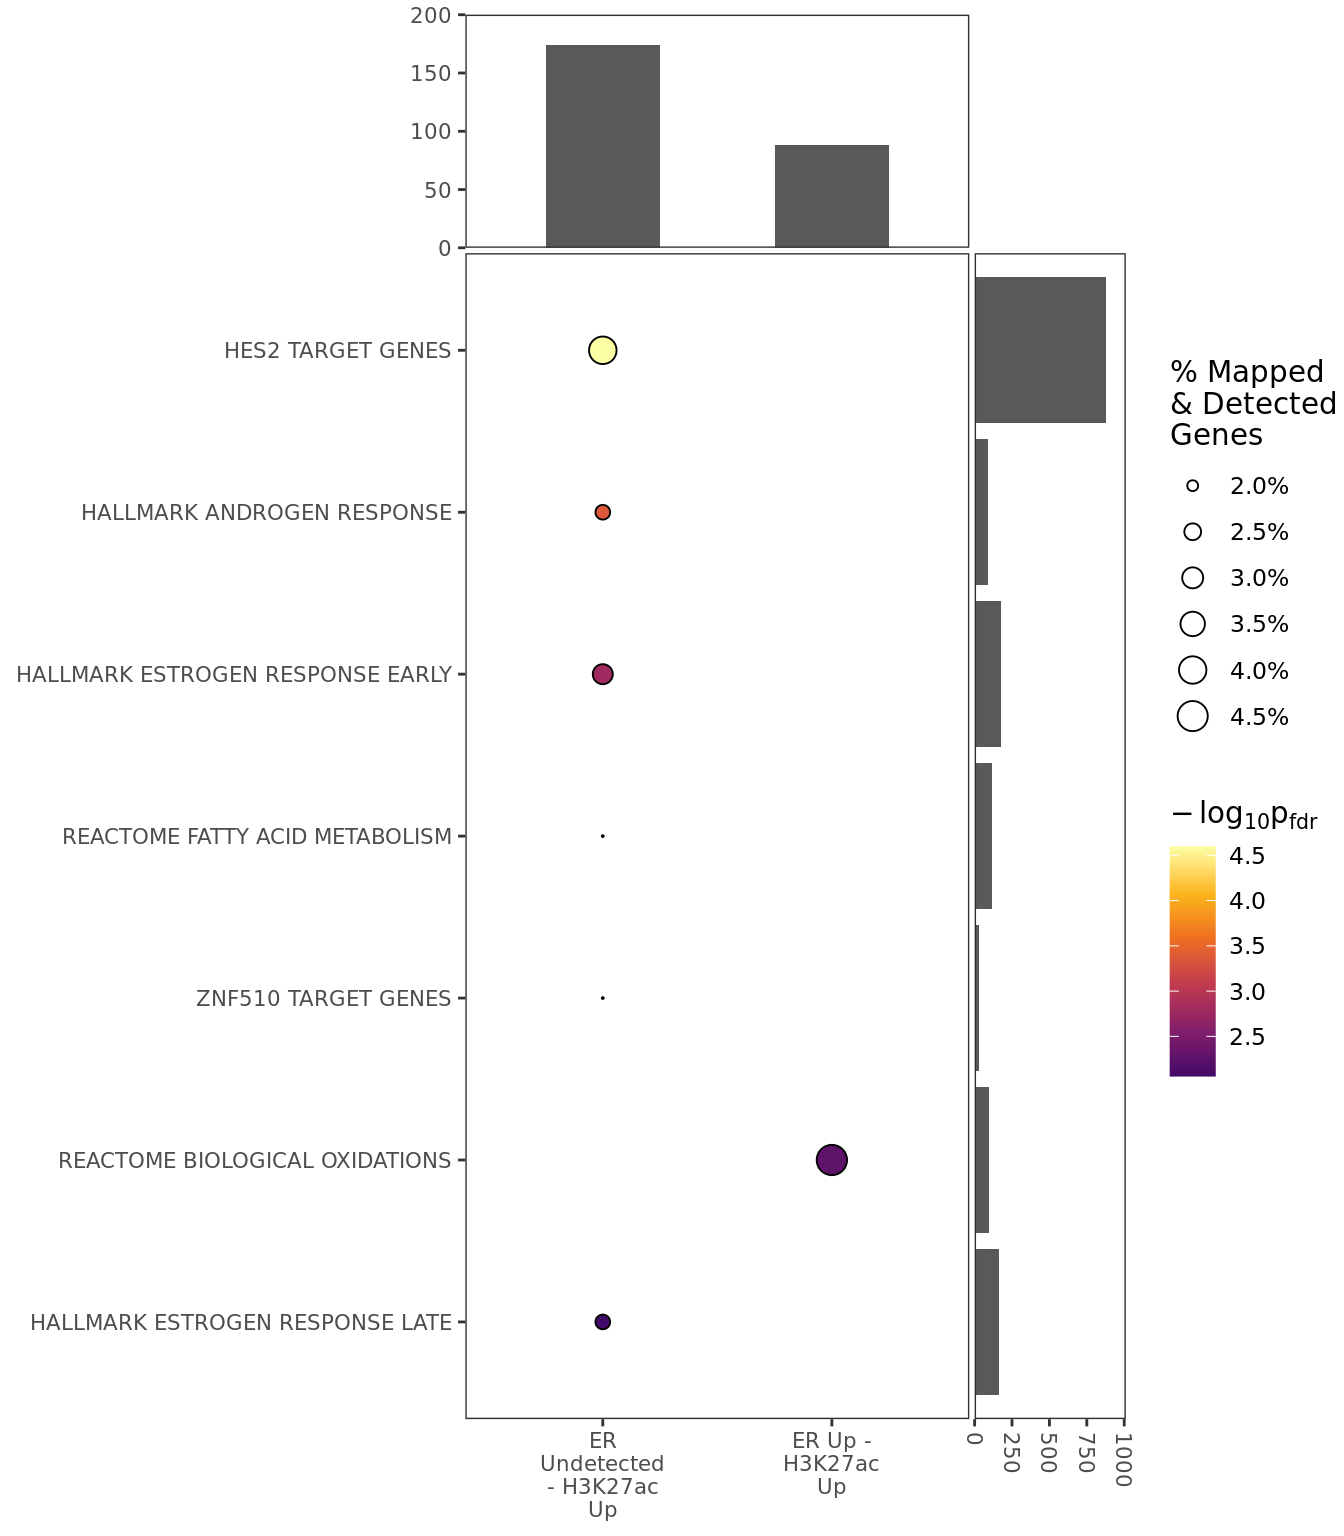 200
150
100
50
0
HES2 TARGET GENES
HALLMARK ANDROGEN RESPONSE
HALLMARK ESTROGEN RESPONSE EARLY
REACTOME FATTY ACID METABOLISM
ZNF510 TARGET GENES
REACTOME BIOLOGICAL OXIDATIONS
HALLMARK ESTROGEN RESPONSE LATE
ER
Undetected
- H3K27ac
Up
ER Up -
H3K27ac
Up
0
250
500
750
1000
% Mapped
& Detected
Genes
2.0%
2.5%
3.0%
3.5%
4.0%
4.5%
− log10pfdr
4.5
4.0
3.5
3.0
2.5